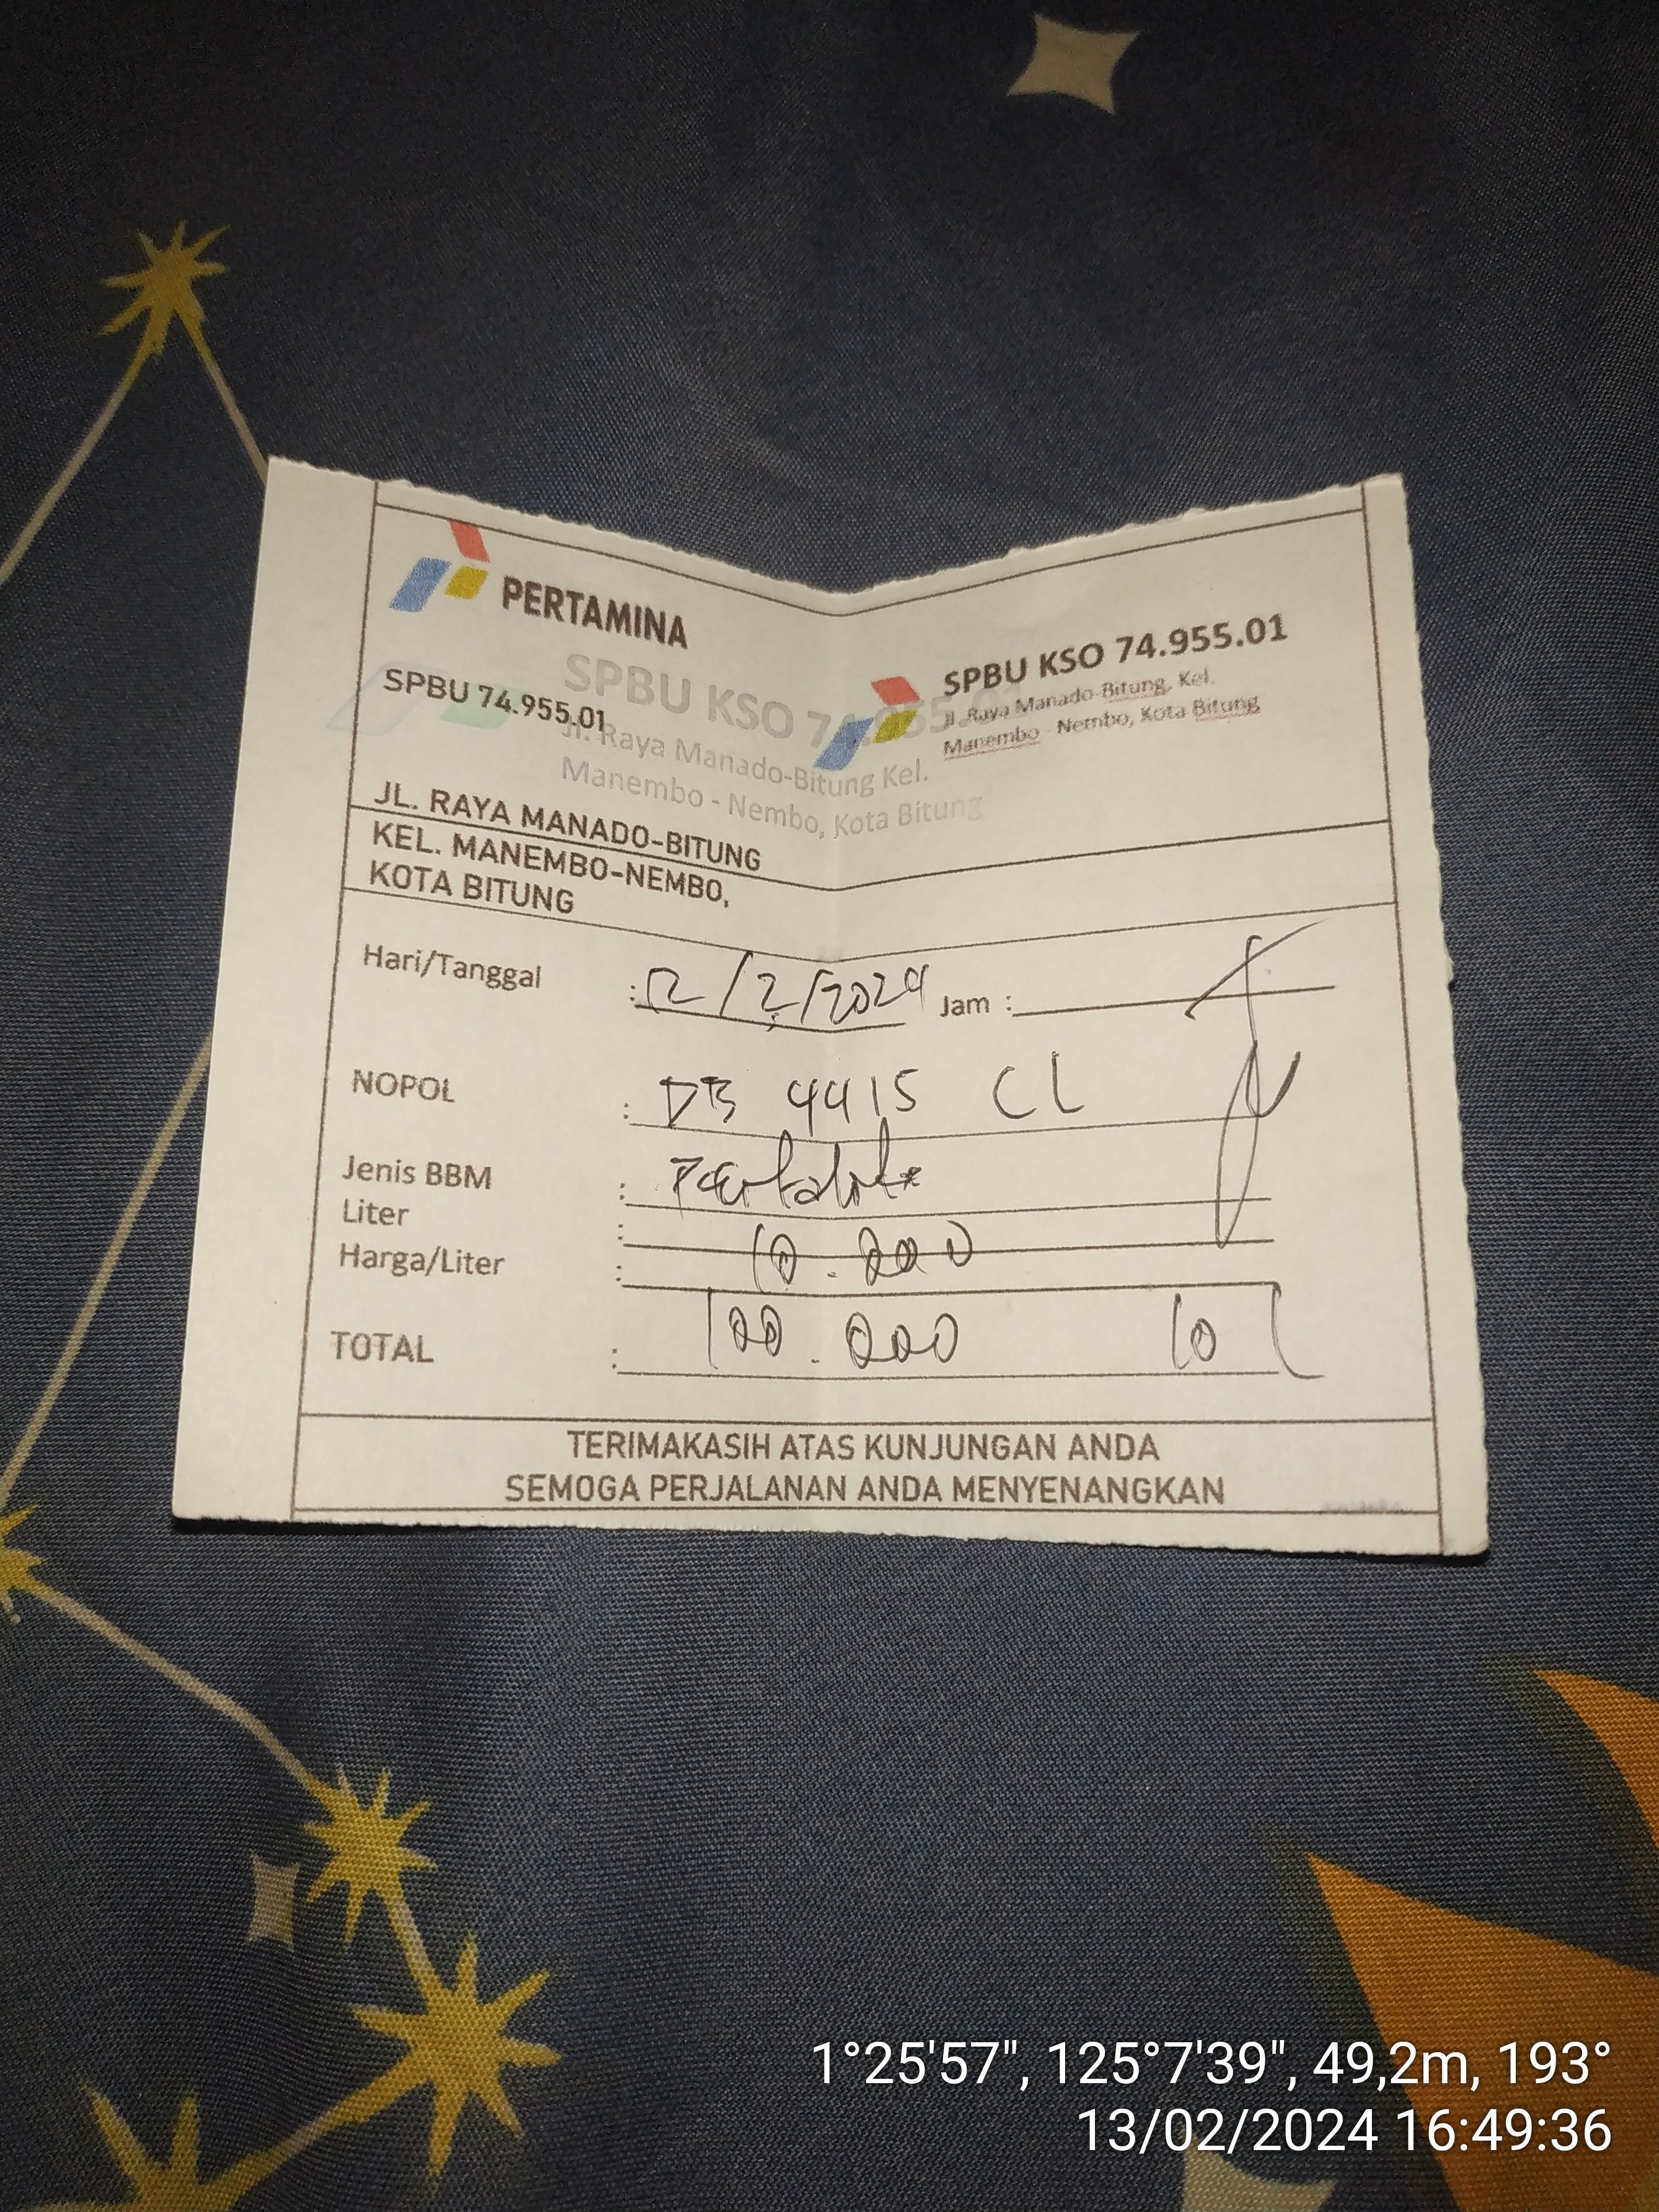 PERTAMINA
SPBU 74.955.01
SPBU KSO 74.955.01
Jl. Raya Manado-Bitung Kel.
Manembo - Nembo, Kota Bitung
SPBU KSO 74.955.01
Jl. Raya Manado-Bitung, Kel.
Manembo - Nembo, Kota Bitung
JL. RAYA MANADO-BITUNG
KEL. MANEMBO-NEMBO,
KOTA BITUNG
Hari/Tanggal : 12/2/2024 Jam :
NOPOL : DB 4415 CL
Jenis BBM : Pertalite
Liter :
Harga/Liter : 10.000
TOTAL : 100.000 10 L
TERIMAKASIH ATAS KUNJUNGAN ANDA
SEMOGA PERJALANAN ANDA MENYENANGKAN
1°25'57", 125°7'39", 49,2m, 193°
13/02/2024 16:49:36